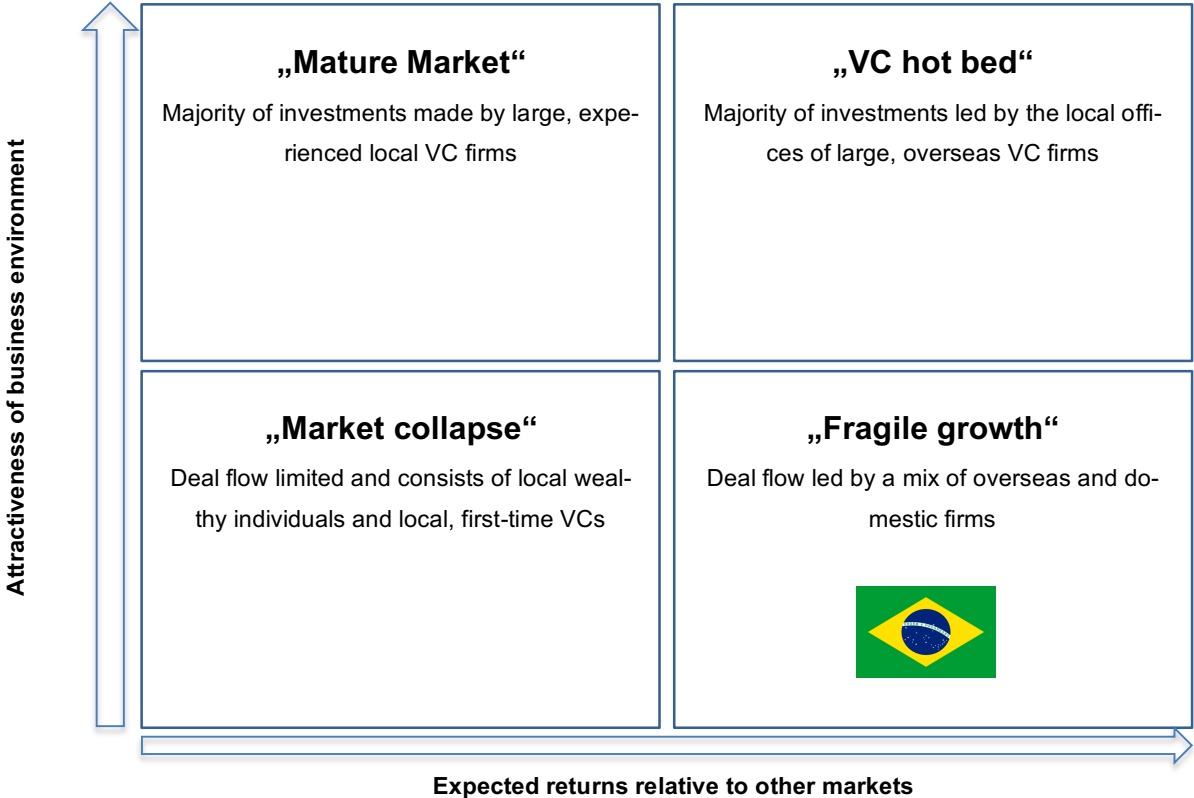 Attractiveness of business environment
„Mature Market“
Majority of investments made by large, expe-
rienced local VC firms
„VC hot bed“
Majority of investments led by the local offi-
ces of large, overseas VC firms
„Market collapse“
Deal flow limited and consists of local weal-
thy individuals and local, first-time VCs
„Fragile growth“
Deal flow led by a mix of overseas and do-
mestic firms
Expected returns relative to other markets